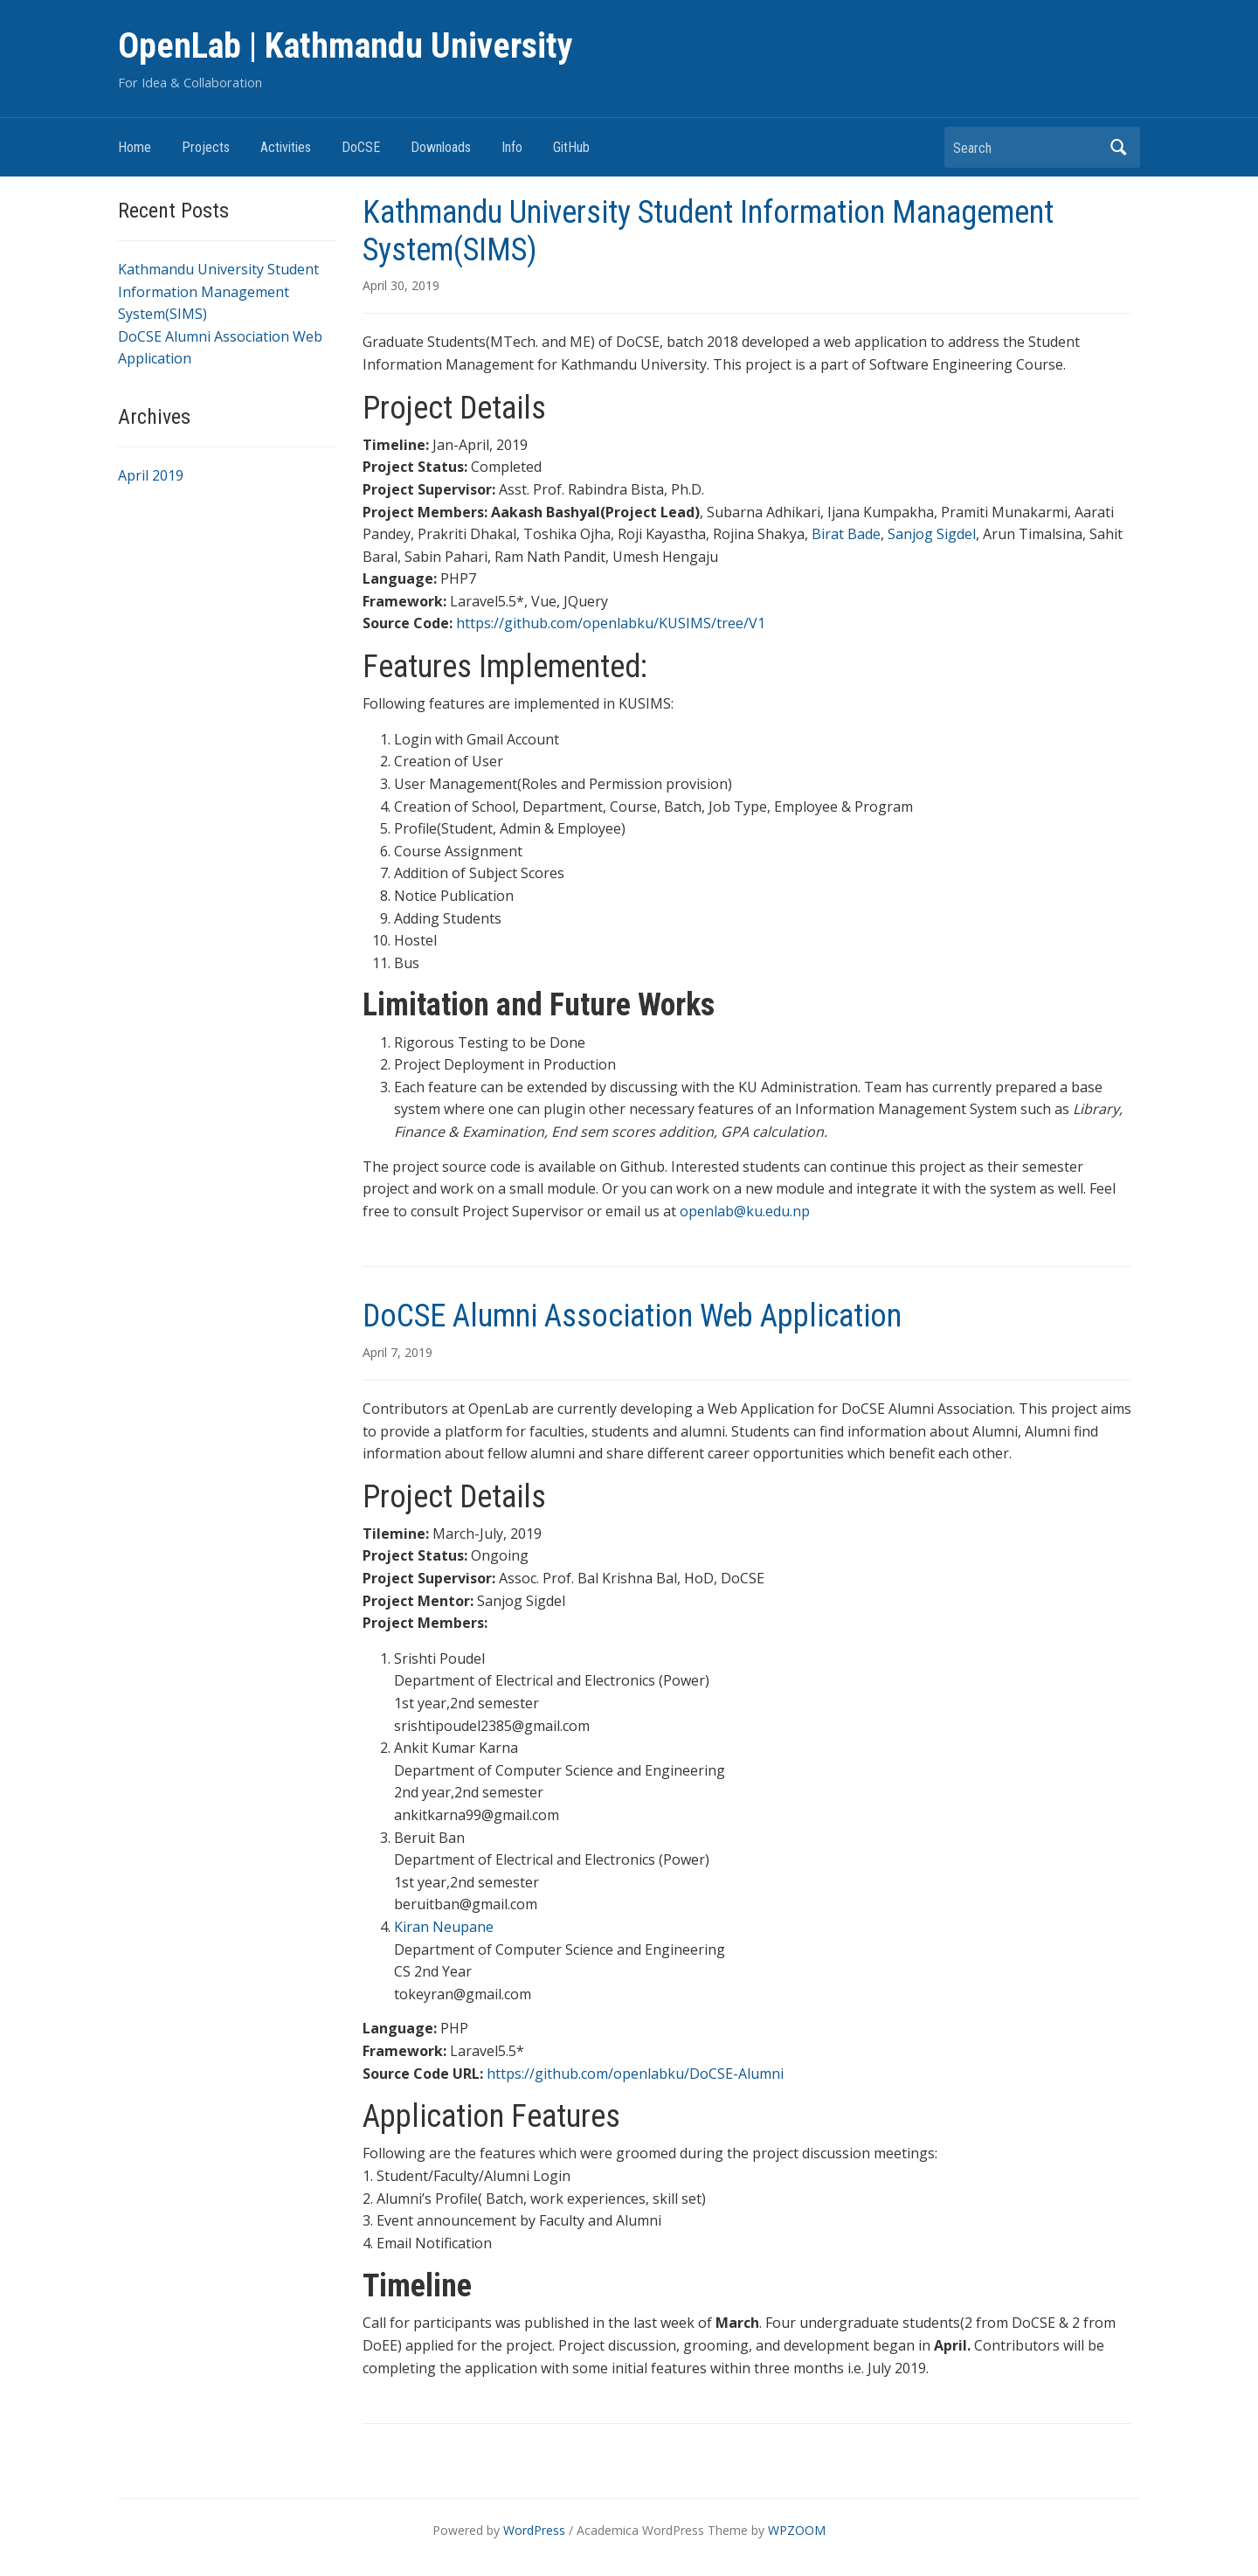 OpenLab | Kathmandu University
For Idea & Collaboration
Home
Projects
Activities
DoCSE
Downloads
Info
GitHub
Search
Recent Posts
Kathmandu University Student
Information Management
System(SIMS)
DoCSE Alumni Association Web
Application
Archives
April 2019
Kathmandu University Student Information Management
System(SIMS)
April 30, 2019
Graduate Students(MTech. and ME) of DoCSE, batch 2018 developed a web application to address the Student
Information Management for Kathmandu University. This project is a part of Software Engineering Course.
Project Details
Timeline: Jan-April, 2019
Project Status: Completed
Project Supervisor: Asst. Prof. Rabindra Bista, Ph.D.
Project Members: Aakash Bashyal(Project Lead), Subarna Adhikari, Ijana Kumpakha, Pramiti Munakarmi, Aarati
Pandey, Prakriti Dhakal, Toshika Ojha, Roji Kayastha, Rojina Shakya, Birat Bade, Sanjog Sigdel, Arun Timalsina, Sahit
Baral, Sabin Pahari, Ram Nath Pandit, Umesh Hengaju
Language: PHP7
Framework: Laravel5.5*, Vue, JQuery
Source Code: https://github.com/openlabku/KUSIMS/tree/V1
Features Implemented:
Following features are implemented in KUSIMS:
1. Login with Gmail Account
2. Creation of User
3. User Management(Roles and Permission provision)
4. Creation of School, Department, Course, Batch, Job Type, Employee & Program
5. Profile(Student, Admin & Employee)
6. Course Assignment
7. Addition of Subject Scores
8. Notice Publication
9. Adding Students
10. Hostel
11. Bus
Limitation and Future Works
1. Rigorous Testing to be Done
2. Project Deployment in Production
3. Each feature can be extended by discussing with the KU Administration. Team has currently prepared a base
system where one can plugin other necessary features of an Information Management System such as Library,
Finance & Examination, End sem scores addition, GPA calculation.
The project source code is available on Github. Interested students can continue this project as their semester
project and work on a small module. Or you can work on a new module and integrate it with the system as well. Feel
free to consult Project Supervisor or email us at openlab@ku.edu.np
DoCSE Alumni Association Web Application
April 7, 2019
Contributors at OpenLab are currently developing a Web Application for DoCSE Alumni Association. This project aims
to provide a platform for faculties, students and alumni. Students can find information about Alumni, Alumni find
information about fellow alumni and share different career opportunities which benefit each other.
Project Details
Tilemine: March-July, 2019
Project Status: Ongoing
Project Supervisor: Assoc. Prof. Bal Krishna Bal, HoD, DoCSE
Project Mentor: Sanjog Sigdel
Project Members:
1. Srishti Poudel
Department of Electrical and Electronics (Power)
1st year,2nd semester
srishtipoudel2385@gmail.com
2. Ankit Kumar Karna
Department of Computer Science and Engineering
2nd year,2nd semester
ankitkarna99@gmail.com
3. Beruit Ban
Department of Electrical and Electronics (Power)
1st year,2nd semester
beruitban@gmail.com
4. Kiran Neupane
Department of Computer Science and Engineering
CS 2nd Year
tokeyran@gmail.com
Language: PHP
Framework: Laravel5.5*
Source Code URL: https://github.com/openlabku/DoCSE-Alumni
Application Features
Following are the features which were groomed during the project discussion meetings:
1. Student/Faculty/Alumni Login
2. Alumni’s Profile( Batch, work experiences, skill set)
3. Event announcement by Faculty and Alumni
4. Email Notification
Timeline
Call for participants was published in the last week of March. Four undergraduate students(2 from DoCSE & 2 from
DoEE) applied for the project. Project discussion, grooming, and development began in April. Contributors will be
completing the application with some initial features within three months i.e. July 2019.
Powered by WordPress / Academica WordPress Theme by WPZOOM